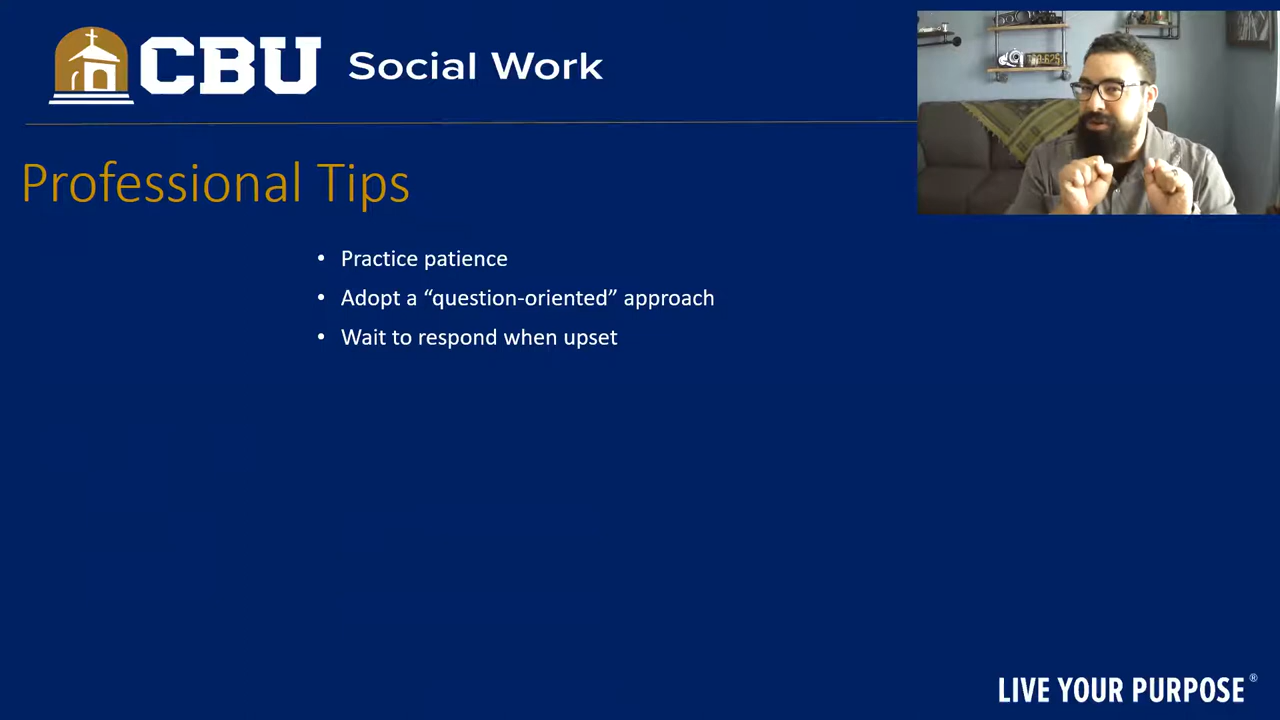 CBU Social Work
Professional Tips
• Practice patience
• Adopt a “question-oriented” approach
• Wait to respond when upset
LIVE YOUR PURPOSE®